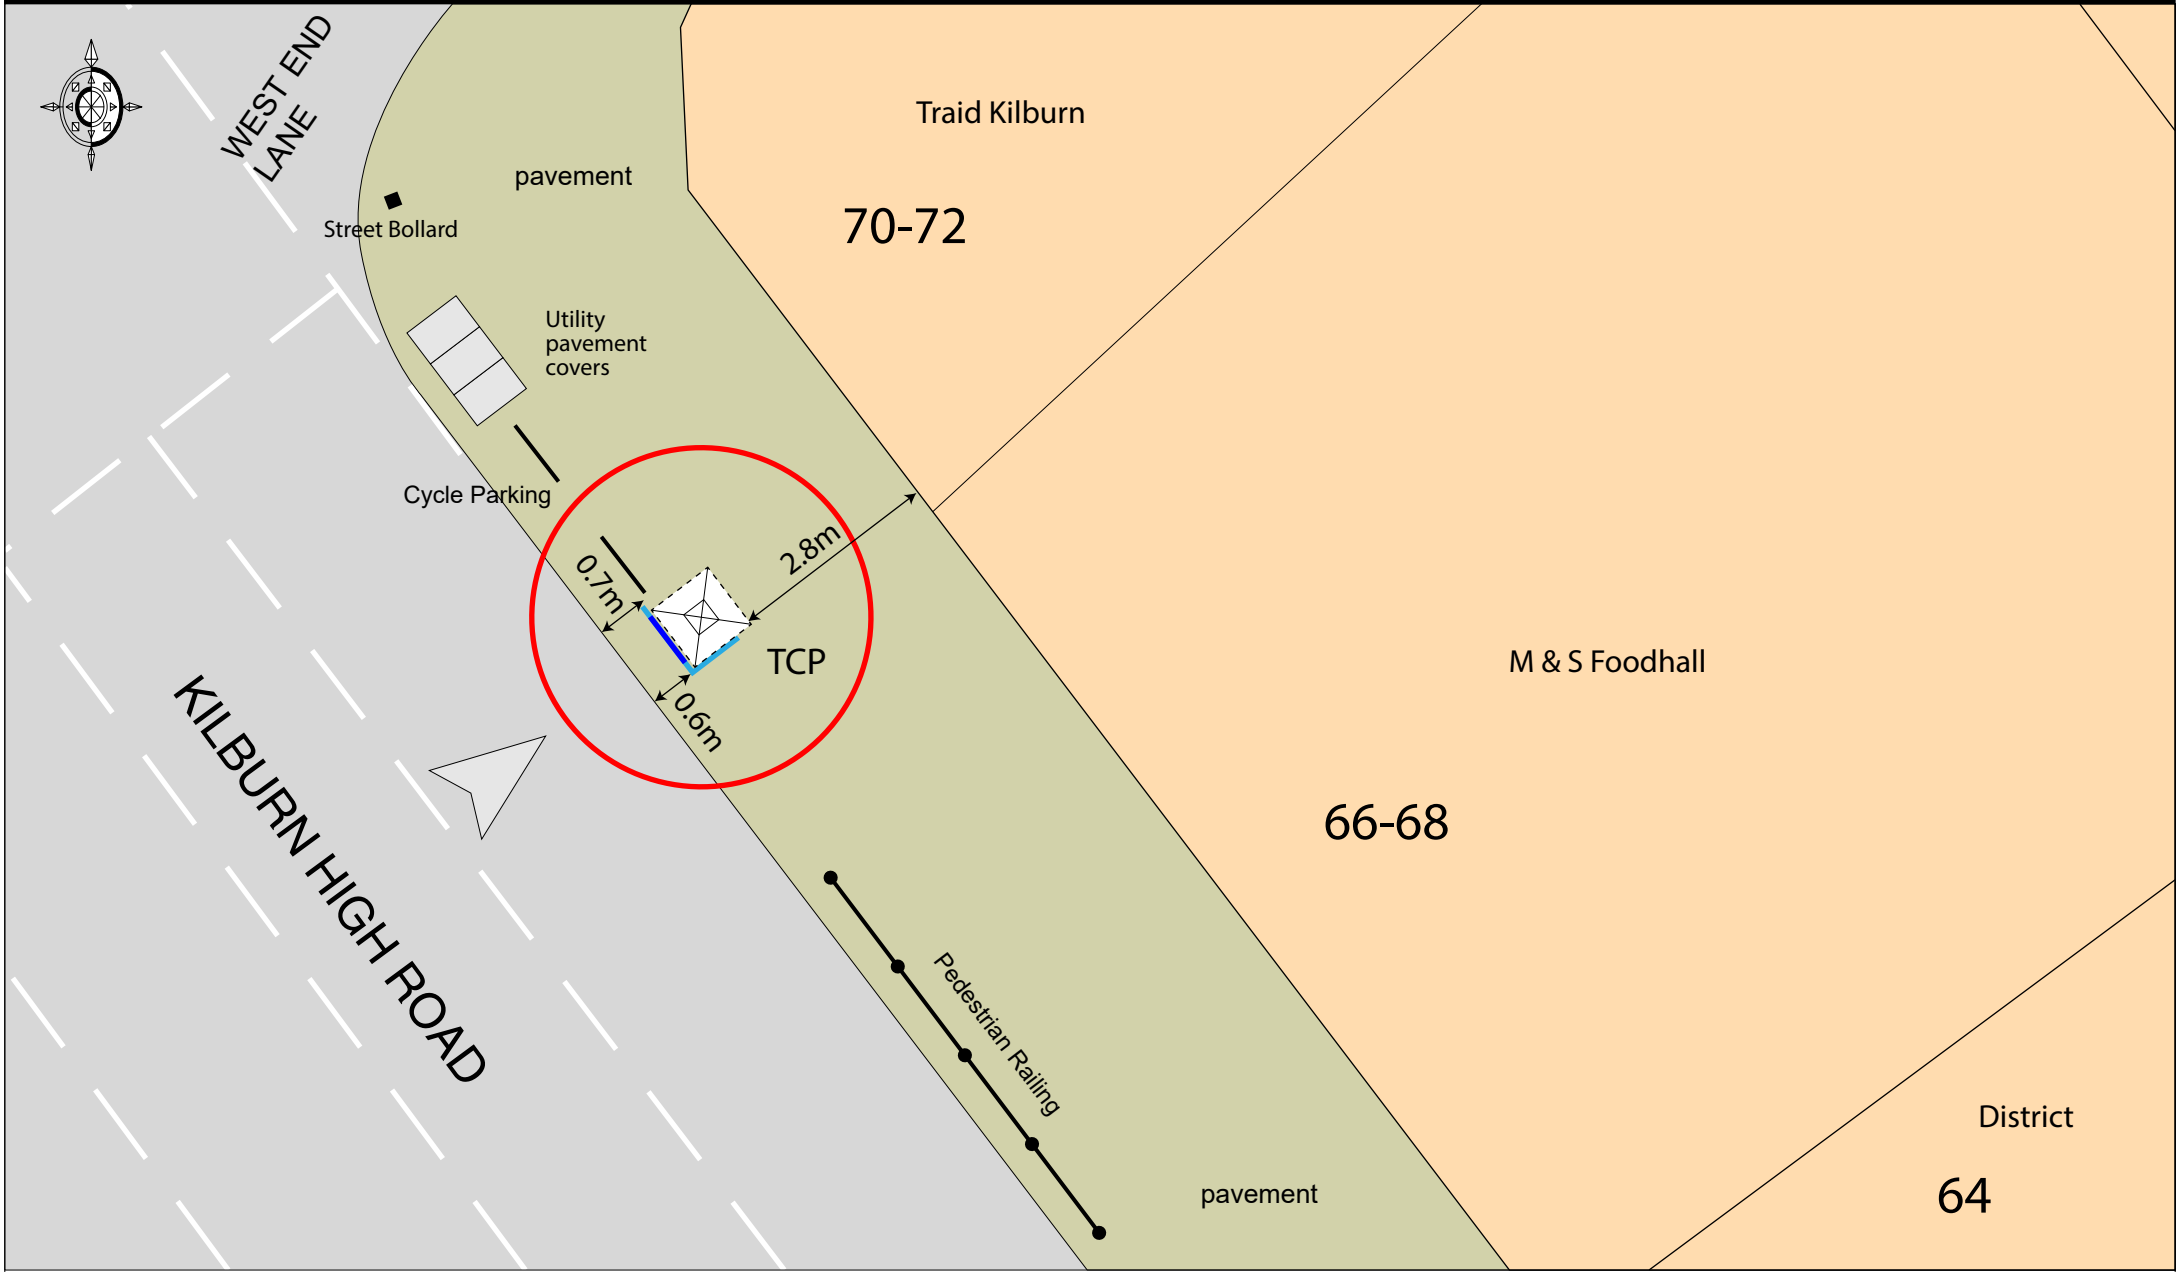 WEST END
LANE
Traid Kilburn
70-72
pavement
Street Bollard
Utility
pavement
covers
Cycle Parking
0.7m
2.8m
TCP
0.6m
M & S Foodhall
66-68
KILBURN HIGH ROAD
Pedestrian Railing
District
64
pavement